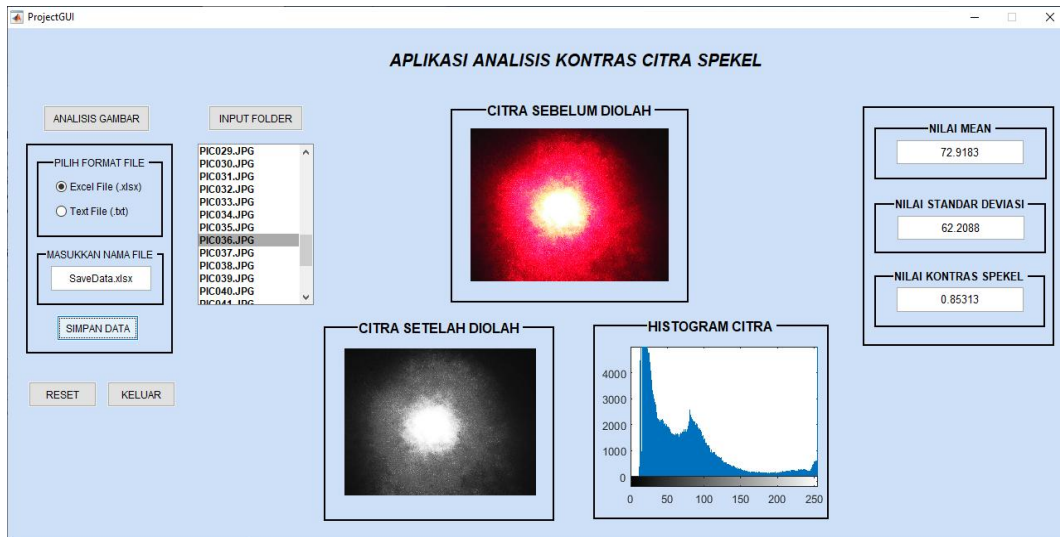 ProjectGUI
APLIKASI ANALISIS KONTRAS CITRA SPEKEL
ANALISIS GAMBAR
PILIH FORMAT FILE
Excel File (.xlsx)
Text File (.txt)
MASUKKAN NAMA FILE
SaveData.xlsx
SIMPAN DATA
RESET
KELUAR
INPUT FOLDER
PIC029.JPG
PIC030.JPG
PIC031.JPG
PIC032.JPG
PIC033.JPG
PIC034.JPG
PIC035.JPG
PIC036.JPG
PIC037.JPG
PIC038.JPG
PIC039.JPG
PIC040.JPG
PIC041.JPG
CITRA SEBELUM DIOLAH
CITRA SETELAH DIOLAH
HISTOGRAM CITRA
4000
3000
2000
1000
0
0 50 100 150 200 250
NILAI MEAN
72.9183
NILAI STANDAR DEVIASI
62.2088
NILAI KONTRAS SPEKEL
0.85313